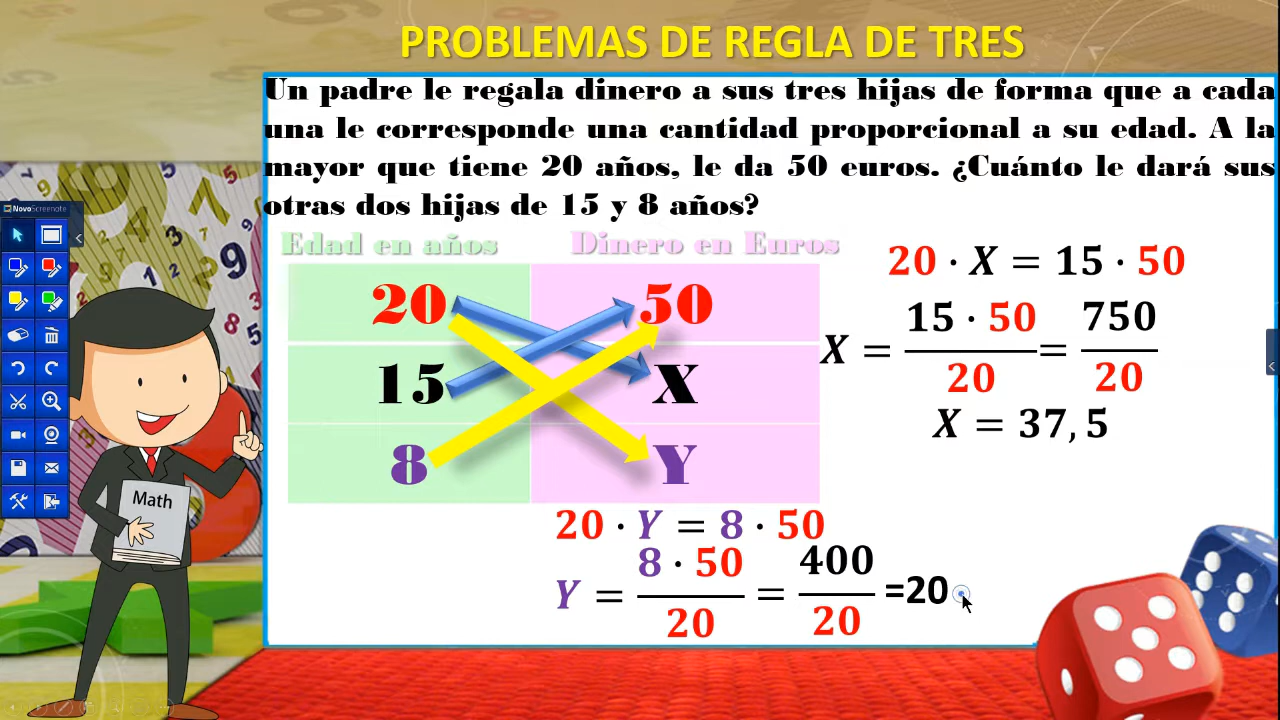 PROBLEMAS DE REGLA DE TRES
Un padre le regala dinero a sus tres hijas de forma que a cada
una le corresponde una cantidad proporcional a su edad. A la
mayor que tiene 20 años, le da 50 euros. ¿Cuánto le dará sus
otras dos hijas de 15 y 8 años?
NovoScreenote
Edad en años Dinero en Euros
20 50
15 X
8 Y
20 · X = 15 · 50
X = 15 · 50 / 20 = 750 / 20
X = 37,5
20 · Y = 8 · 50
Y = 8 · 50 / 20 = 400 / 20 =20
Math